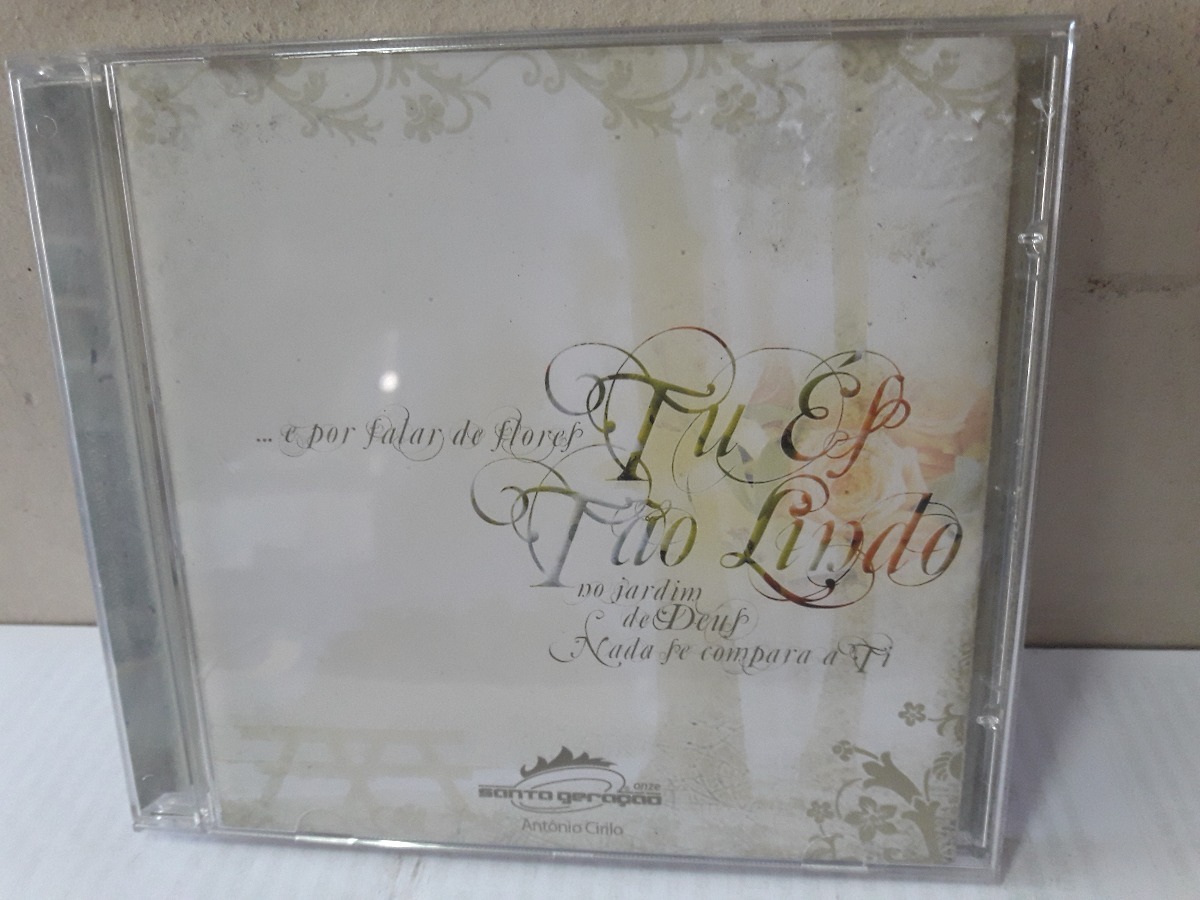 ... e por falar de flores Tu És
Tão Lindo
no jardim
de Deus
Nada se compara a Ti
onze
santa geração
Antônio Cirilo